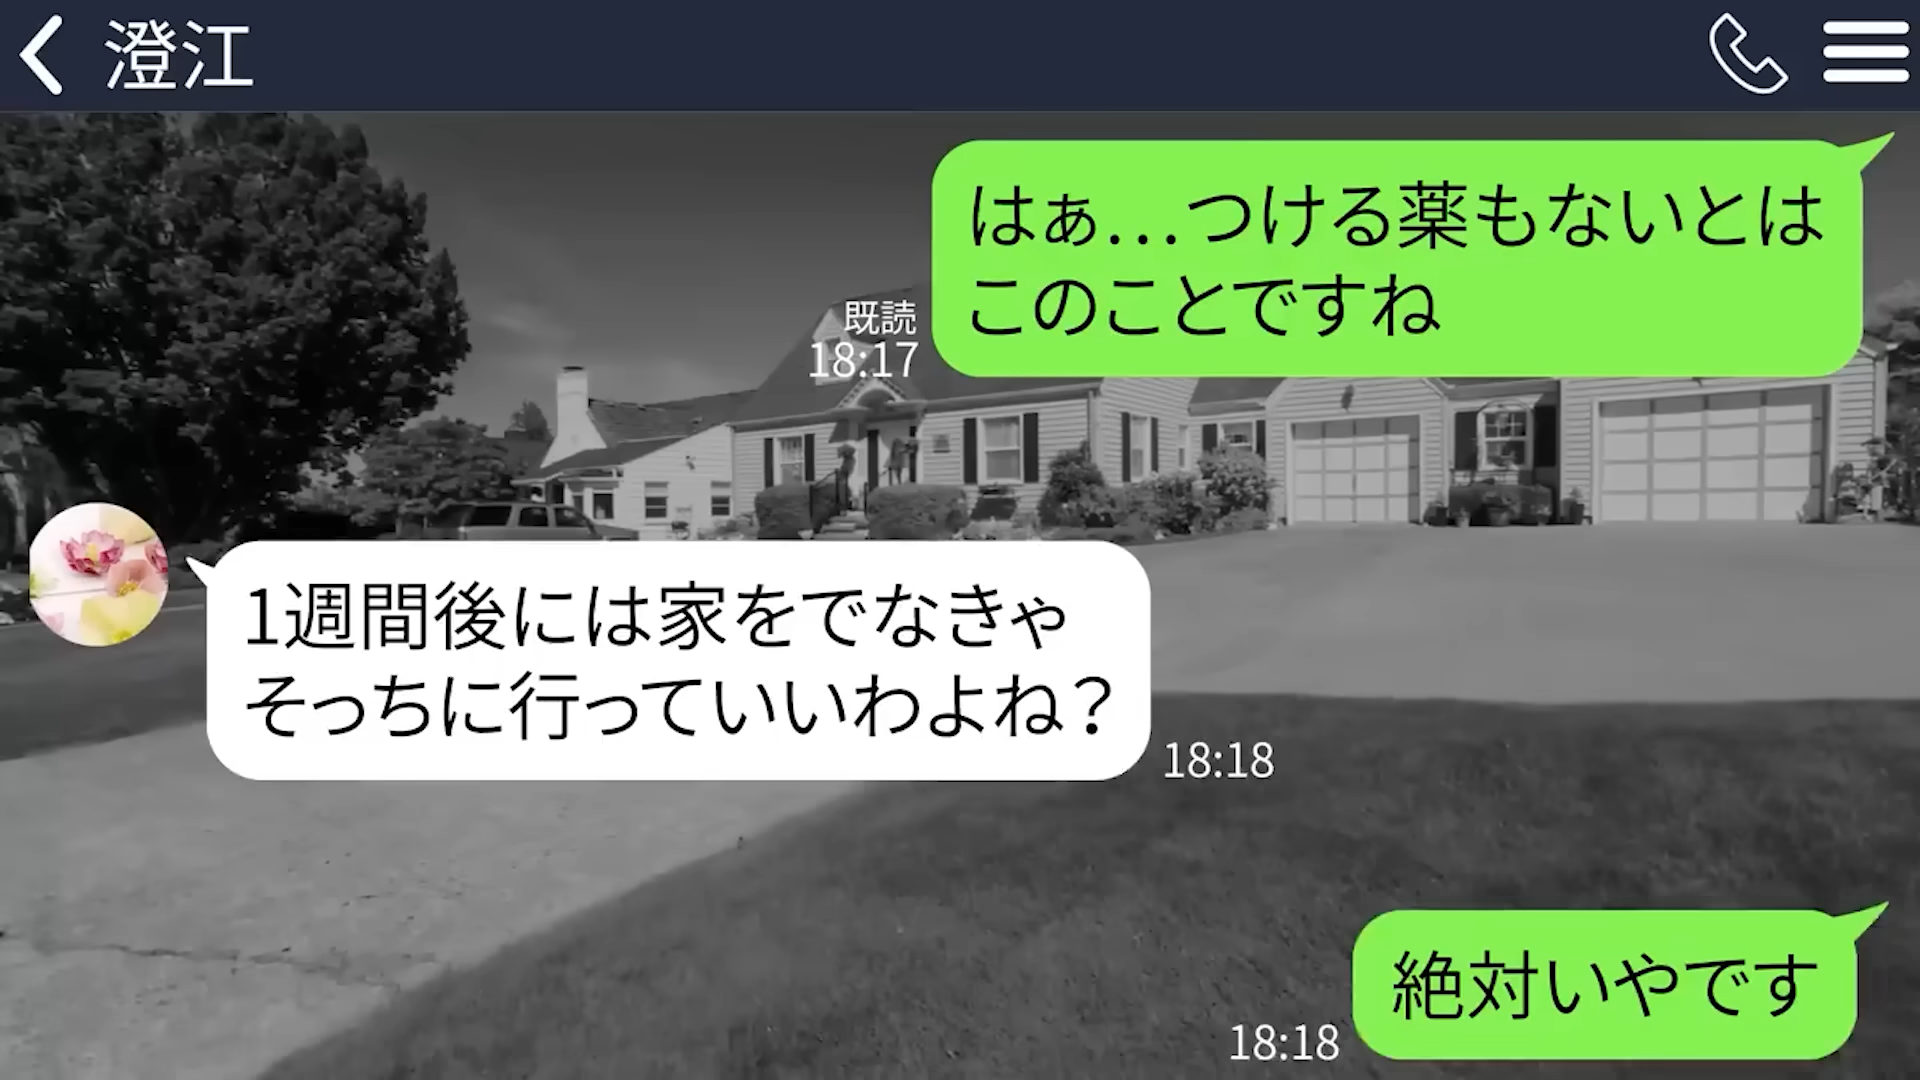 澄江
はぁ…つける薬もないとは
このことですね
既読
18:17
1週間後には家をでなきゃ
そっちに行っていいわよね？
18:18
絶対いやです
18:18